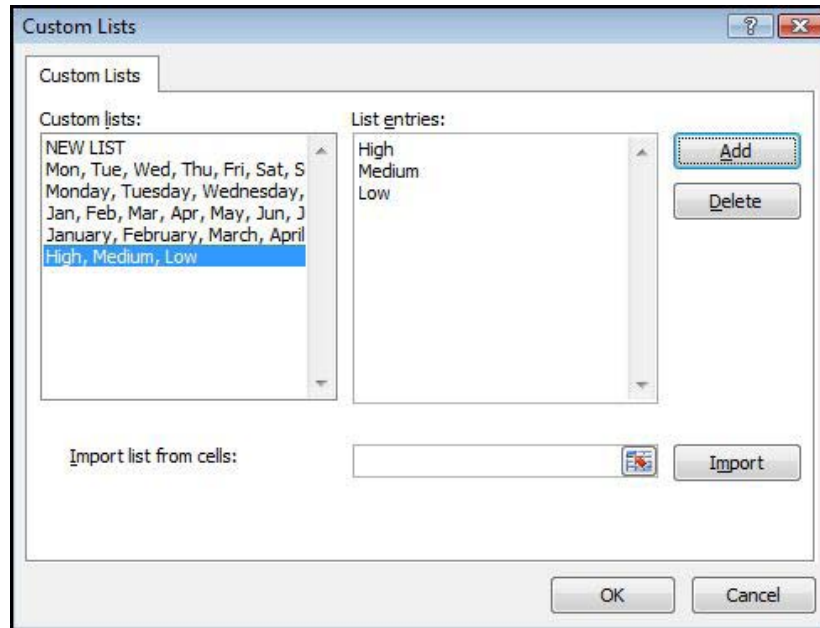 Custom Lists
Custom Lists
Custom lists:
NEW LIST
Mon, Tue, Wed, Thu, Fri, Sat, S
Monday, Tuesday, Wednesday,
Jan, Feb, Mar, Apr, May, Jun, J
January, February, March, April
High, Medium, Low
List entries:
High
Medium
Low
Add
Delete
Import list from cells:
Import
OK
Cancel